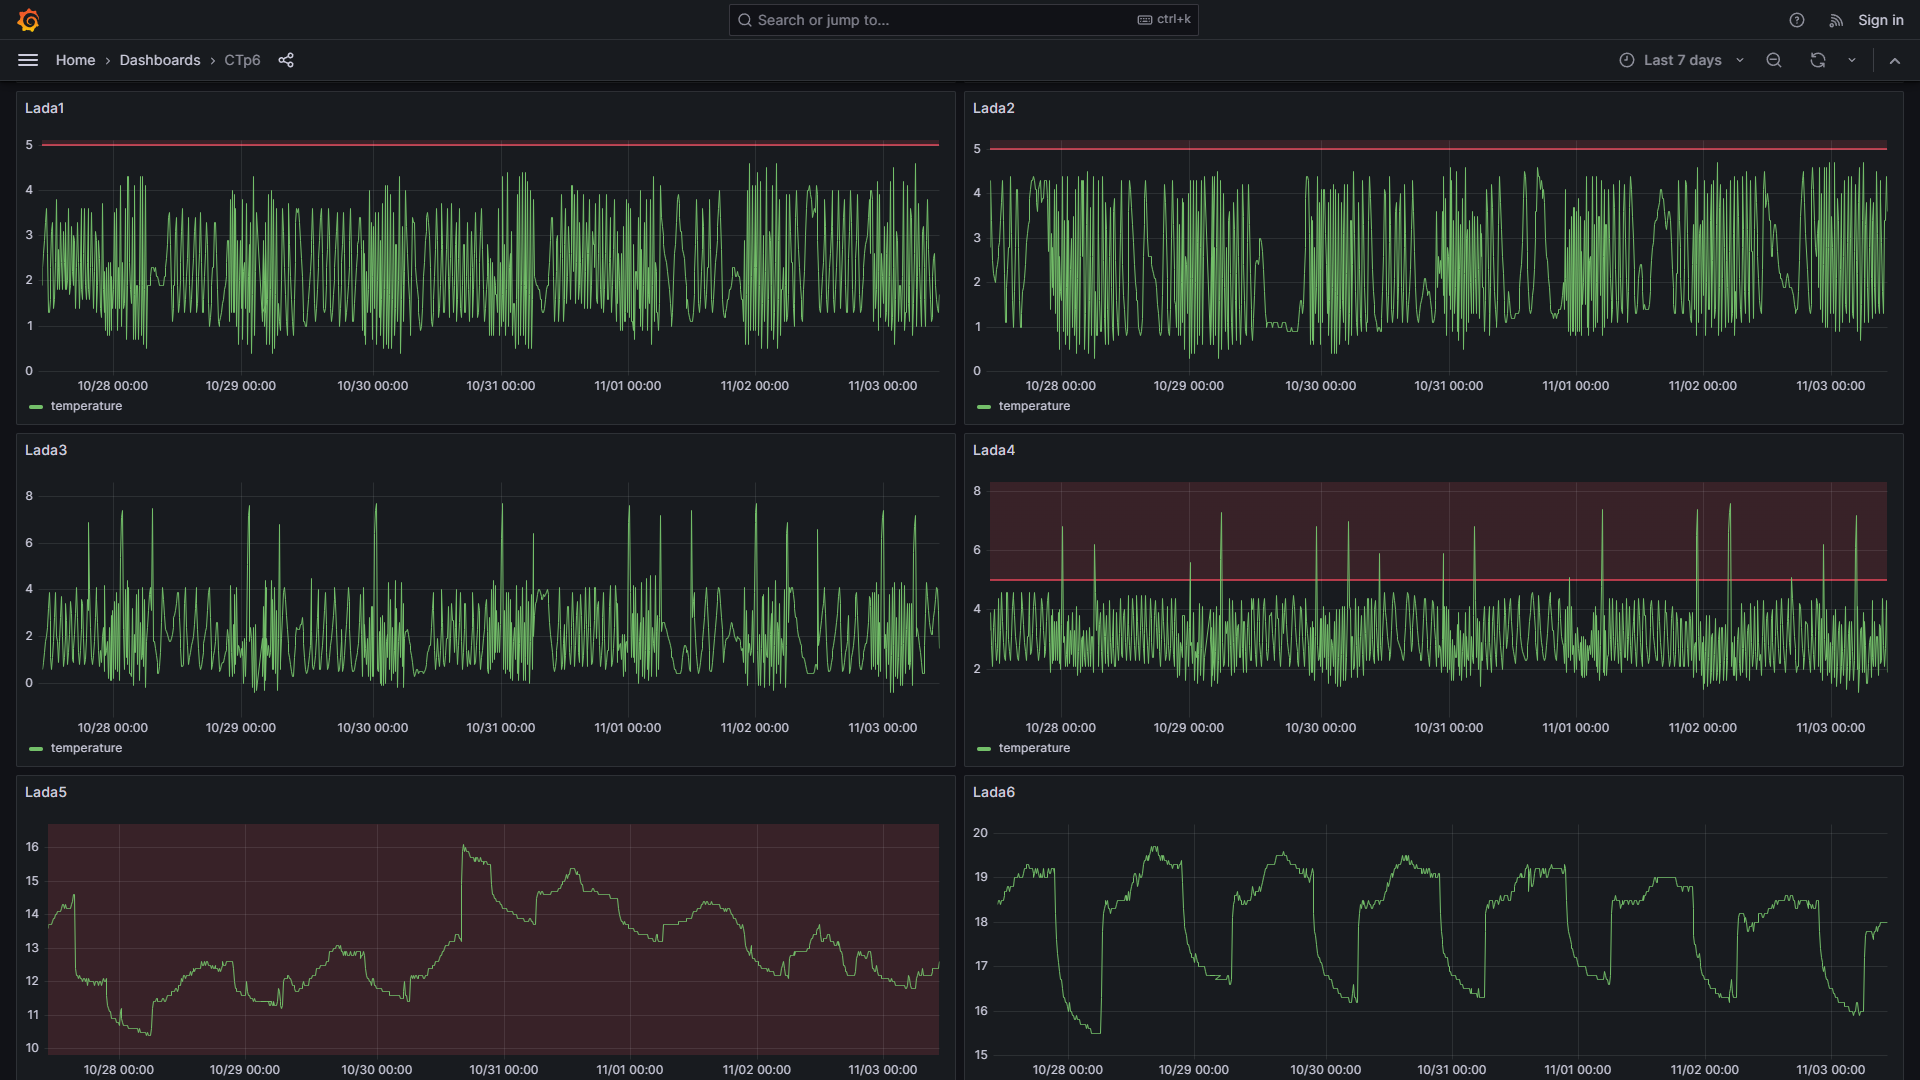 Search or jump to... ctrl+k Sign in
Home › Dashboards › CTp6 Last 7 days
Lada1
5
4
3
2
1
0
10/28 00:00 10/29 00:00 10/30 00:00 10/31 00:00 11/01 00:00 11/02 00:00 11/03 00:00
temperature
Lada2
5
4
3
2
1
0
10/28 00:00 10/29 00:00 10/30 00:00 10/31 00:00 11/01 00:00 11/02 00:00 11/03 00:00
temperature
Lada3
8
6
4
2
0
10/28 00:00 10/29 00:00 10/30 00:00 10/31 00:00 11/01 00:00 11/02 00:00 11/03 00:00
temperature
Lada4
8
6
4
2
10/28 00:00 10/29 00:00 10/30 00:00 10/31 00:00 11/01 00:00 11/02 00:00 11/03 00:00
temperature
Lada5
16
15
14
13
12
11
10
10/28 00:00 10/29 00:00 10/30 00:00 10/31 00:00 11/01 00:00 11/02 00:00 11/03 00:00
Lada6
20
19
18
17
16
15
10/28 00:00 10/29 00:00 10/30 00:00 10/31 00:00 11/01 00:00 11/02 00:00 11/03 00:00